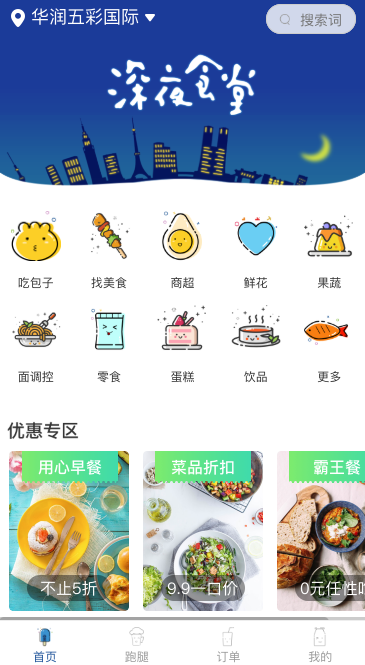 华润五彩国际
搜索词
深夜食堂
吃包子 找美食 商超 鲜花 果蔬
面调控 零食 蛋糕 饮品 更多
优惠专区
用心早餐 菜品折扣 霸王餐
不止5折 9.9一口价 0元任性
首页 跑腿 订单 我的